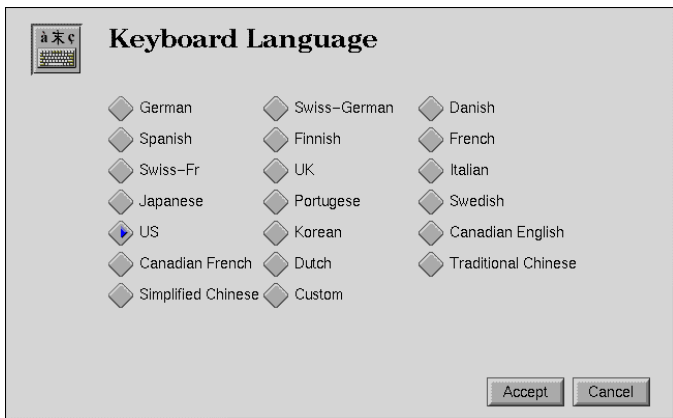 à 末 ç
Keyboard Language
German Swiss-German Danish
Spanish Finnish French
Swiss-Fr UK Italian
Japanese Portugese Swedish
US Korean Canadian English
Canadian French Dutch Traditional Chinese
Simplified Chinese Custom
Accept Cancel